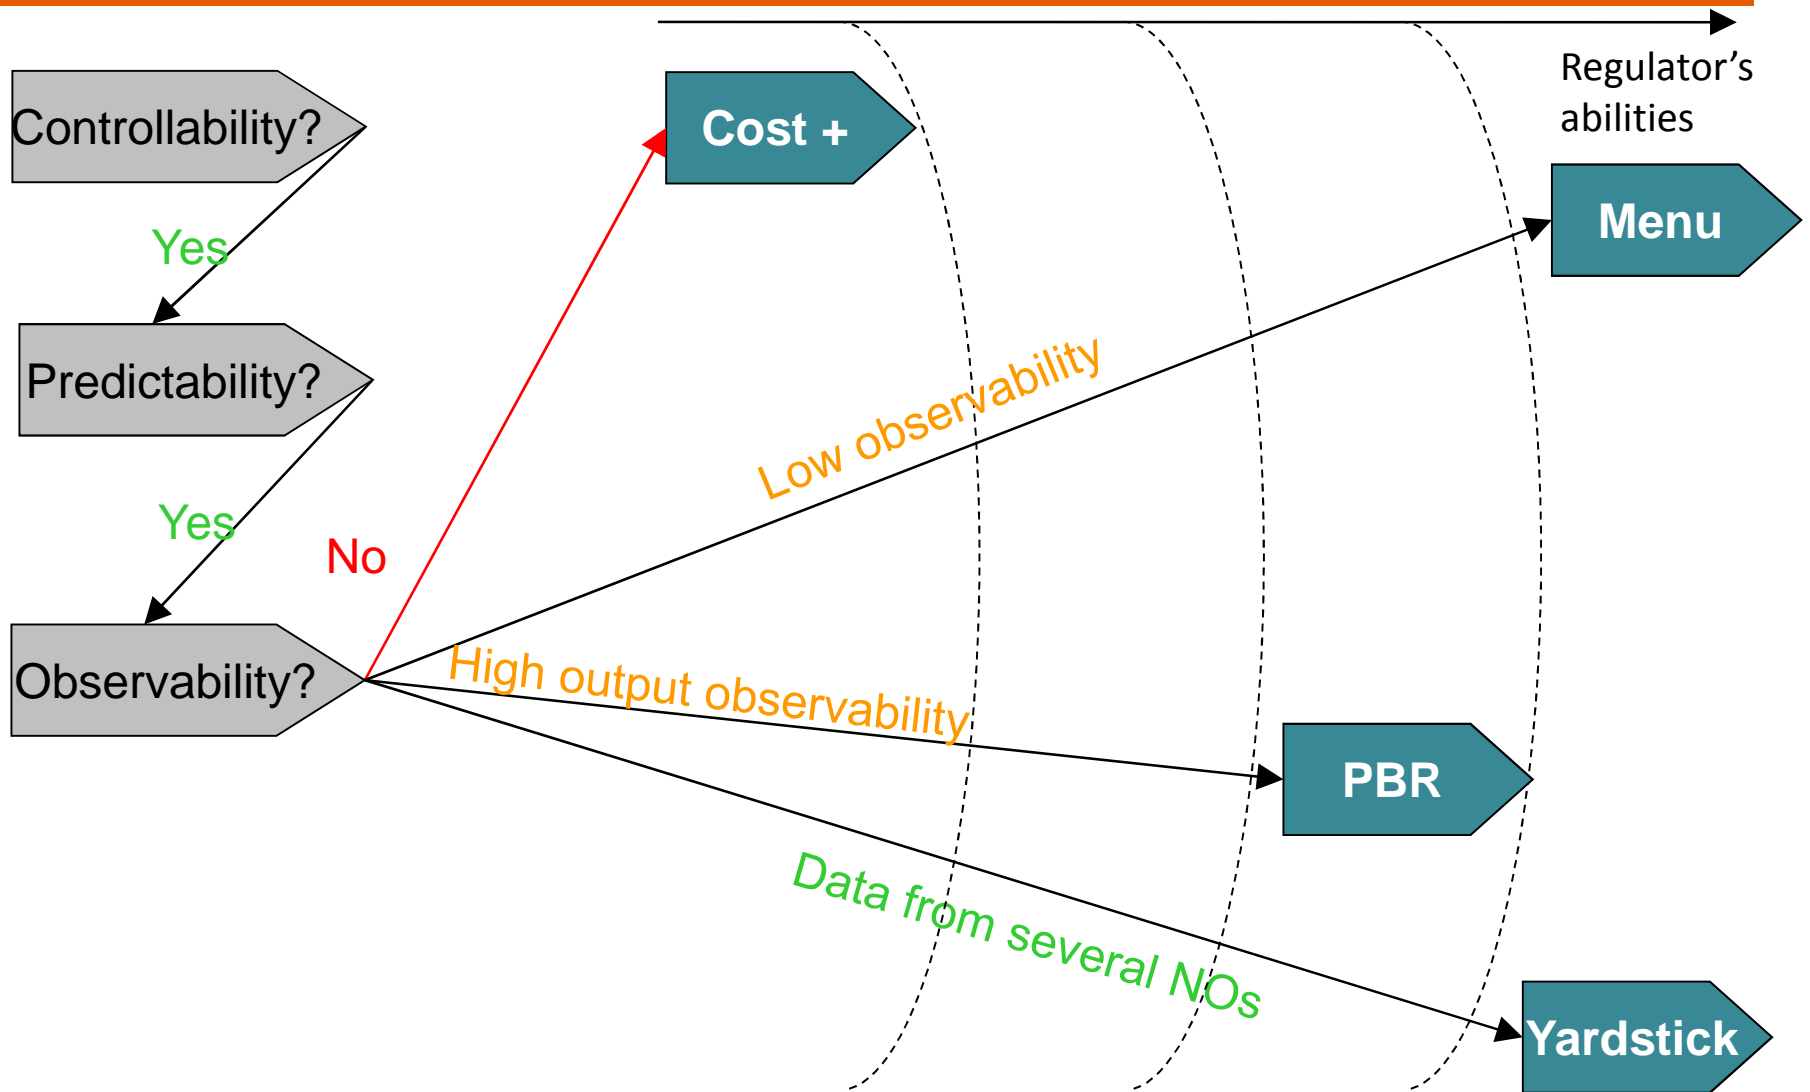 Regulator's
abilities
Controllability?
Cost +
Menu
Yes
Predictability?
Low observability
Yes
No
Observability?
High output observability
PBR
Data from several NOs
Yardstick